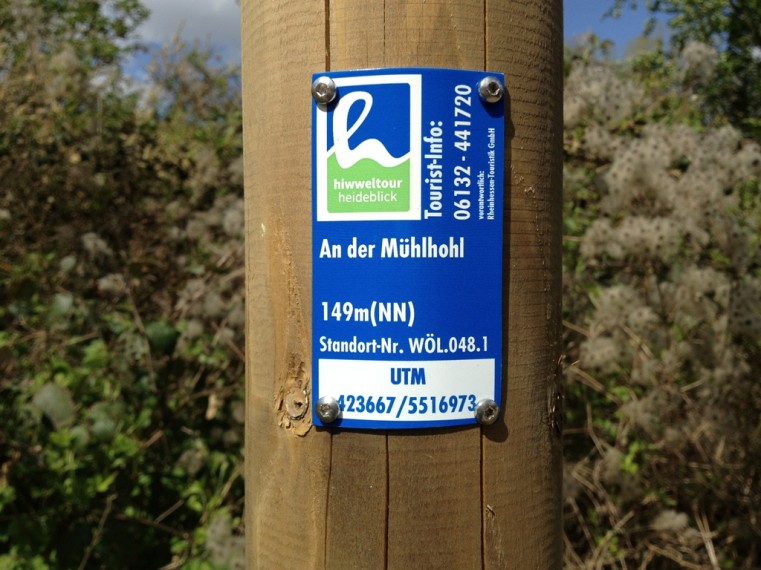 hiwweltour
heideblick
Tourist-Info:
06132 - 441720
verantwortlich:
Rheinhessen-Touristik GmbH
An der Mühlhohl
149m(NN)
Standort-Nr. WÖL.048.1
UTM
423667/5516973